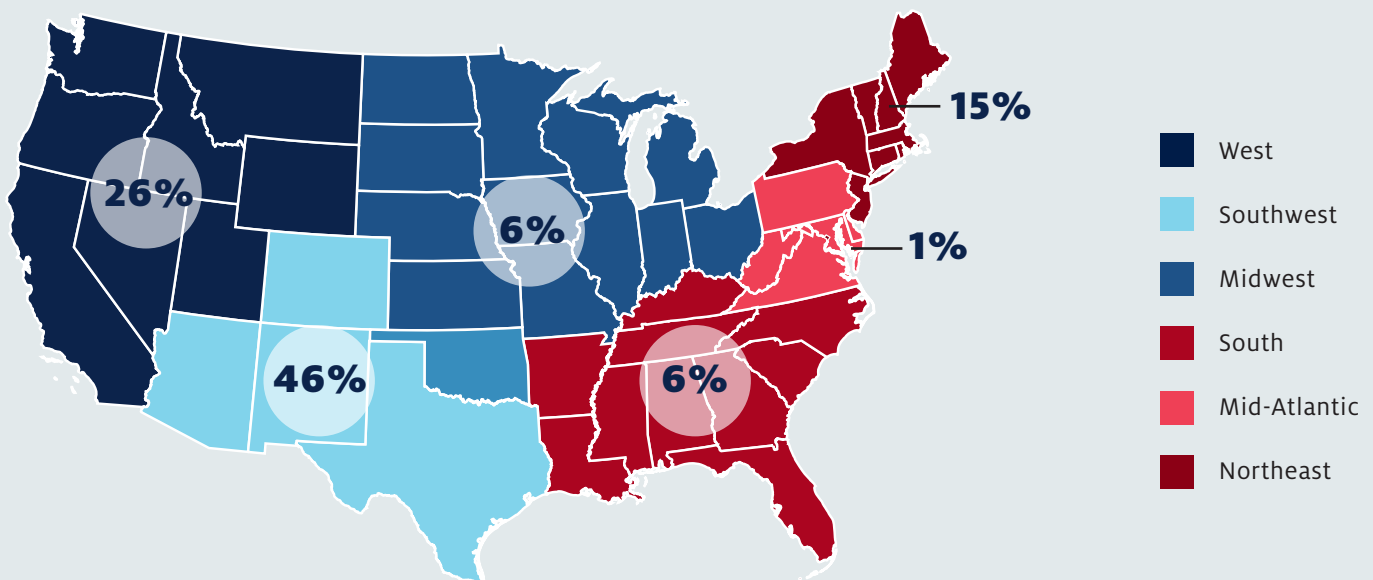 15%
26%
6%
1%
46%
6%
West
Southwest
Midwest
South
Mid-Atlantic
Northeast